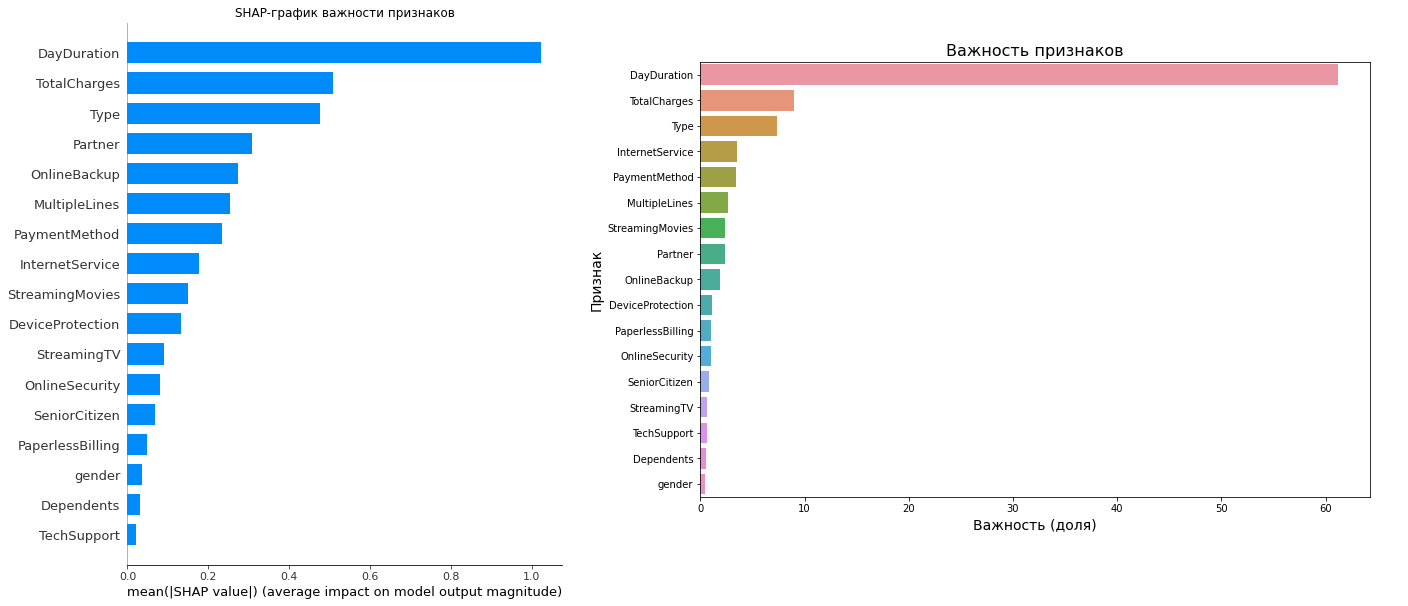 SHAP-график важности признаков
DayDuration
TotalCharges
Type
Partner
OnlineBackup
MultipleLines
PaymentMethod
InternetService
StreamingMovies
DeviceProtection
StreamingTV
OnlineSecurity
SeniorCitizen
PaperlessBilling
gender
Dependents
TechSupport
0.0 0.2 0.4 0.6 0.8 1.0
mean(|SHAP value|) (average impact on model output magnitude)
Важность признаков
Признак
DayDuration
TotalCharges
Type
InternetService
PaymentMethod
MultipleLines
StreamingMovies
Partner
OnlineBackup
DeviceProtection
PaperlessBilling
OnlineSecurity
SeniorCitizen
StreamingTV
TechSupport
Dependents
gender
0 10 20 30 40 50 60
Важность (доля)